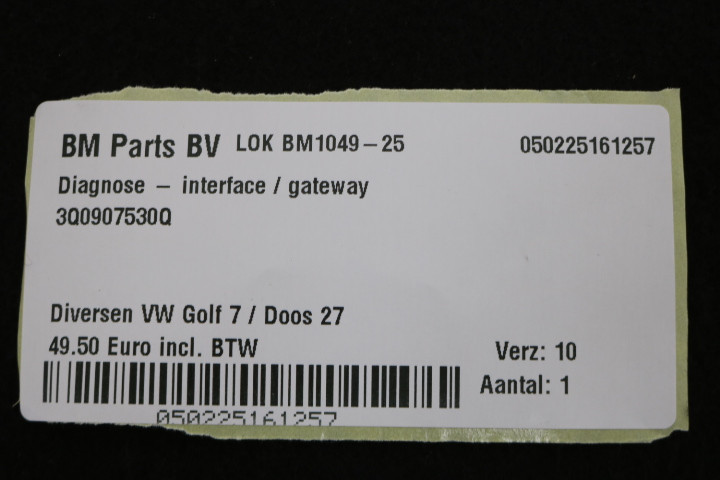 BM Parts BV LOK BM1049-25 050225161257
Diagnose - interface / gateway
3Q0907530Q
Diversen VW Golf 7 / Doos 27
49.50 Euro incl. BTW Verz: 10
Aantal: 1
050225161257